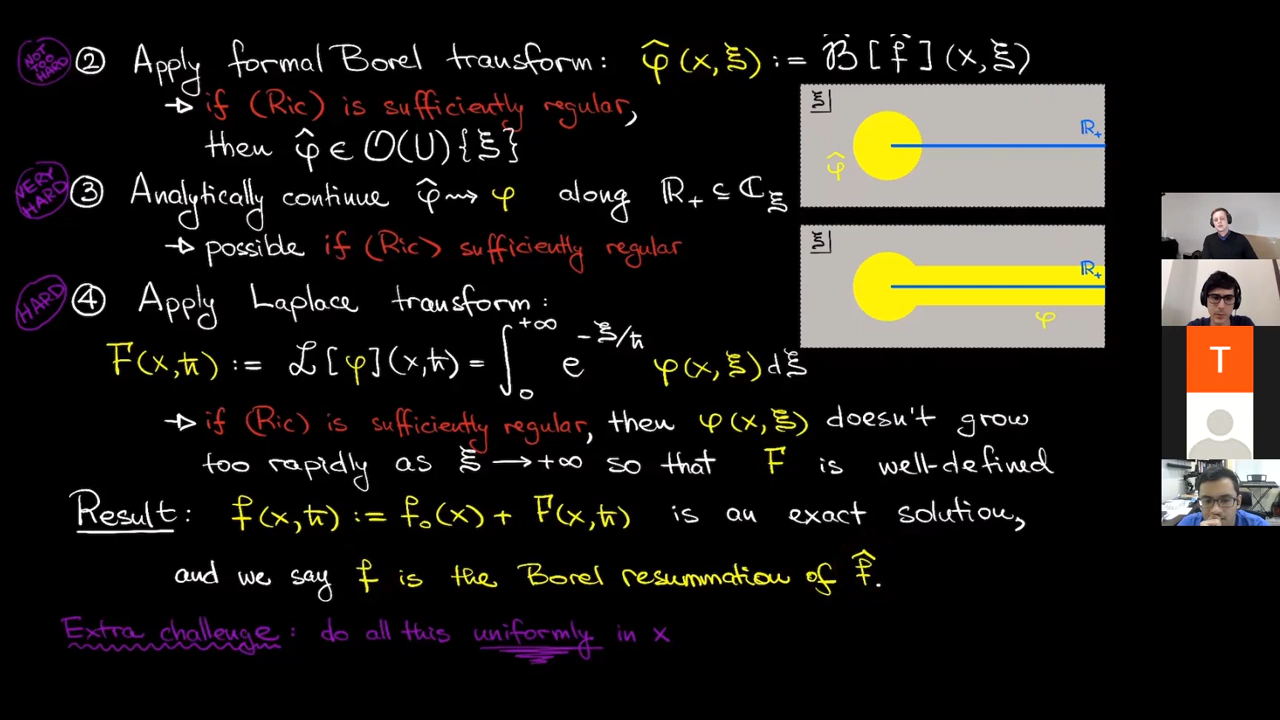 NOT TOO HARD
② Apply formal Borel transform: φ̂(x,ξ) := B̂[f̂](x,ξ)
→ if (Ric) is sufficiently regular,
then φ̂ ∈ O(U){ξ}
VERY HARD
③ Analytically continue φ̂ ⇝ φ along ℝ₊ ⊆ ℂ_ξ
→ possible if (Ric) sufficiently regular
HARD
④ Apply Laplace transform:
F(x,ħ) := ℒ[φ](x,ħ) = ∫₀^{+∞} e^{-ξ/ħ} φ(x,ξ)dξ
→ if (Ric) is sufficiently regular, then φ(x,ξ) doesn't grow
too rapidly as ξ → +∞ so that F is well-defined
Result: f(x,ħ) := f₀(x) + F(x,ħ) is an exact solution,
and we say f is the Borel resummation of f̂.
Extra challenge: do all this uniformly in x
ξ
ℝ₊
φ̂
ξ
ℝ₊
φ
T